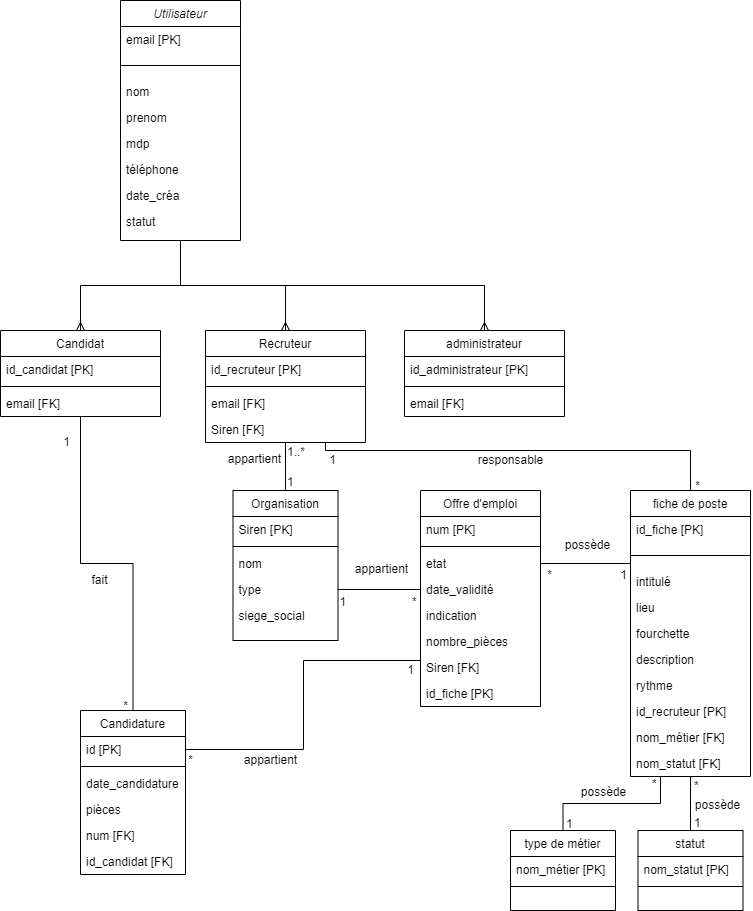 Utilisateur
email [PK]
nom
prenom
mdp
téléphone
date_créa
statut
Candidat
id_candidat [PK]
email [FK]
Recruteur
id_recruteur [PK]
email [FK]
Siren [FK]
administrateur
id_administrateur [PK]
email [FK]
1
appartient
1..*
1
1
responsable
*
Organisation
Siren [PK]
nom
type
siege_social
appartient
1
*
Offre d'emploi
num [PK]
etat
date_validité
indication
nombre_pièces
Siren [FK]
id_fiche [PK]
possède
*
1
fiche de poste
id_fiche [PK]
intitulé
lieu
fourchette
description
rythme
id_recruteur [PK]
nom_métier [FK]
nom_statut [FK]
fait
*
1
appartient
*
Candidature
id [PK]
date_candidature
pièces
num [FK]
id_candidat [FK]
*
possède
1
*
possède
1
type de métier
nom_métier [PK]
statut
nom_statut [PK]